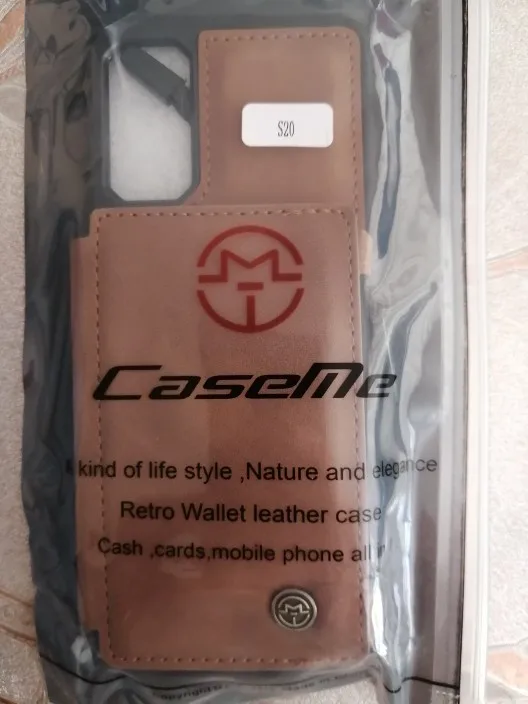 S20
CaseMe
kind of life style ,Nature and elegance
Retro Wallet leather case
Cash ,cards,mobile phone all